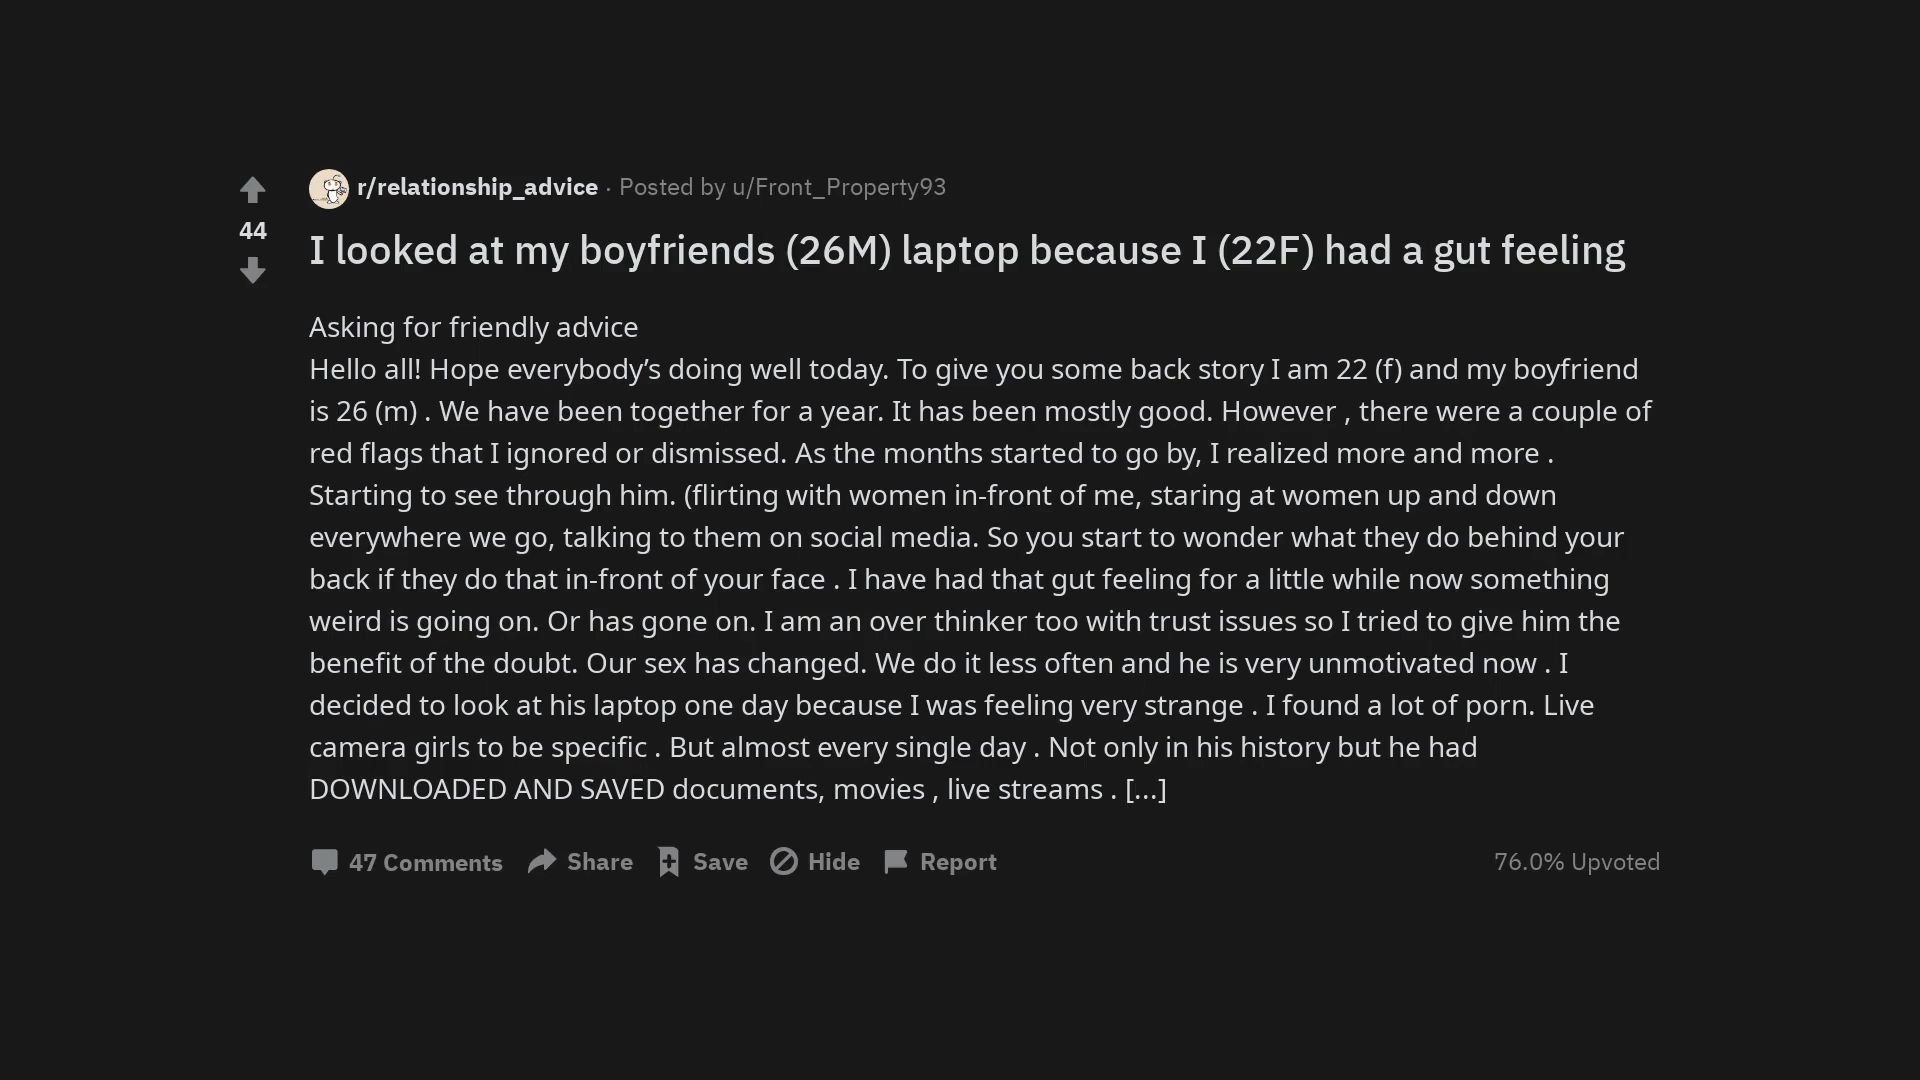 r/relationship_advice · Posted by u/Front_Property93
44
I looked at my boyfriends (26M) laptop because I (22F) had a gut feeling
Asking for friendly advice
Hello all! Hope everybody’s doing well today. To give you some back story I am 22 (f) and my boyfriend
is 26 (m) . We have been together for a year. It has been mostly good. However , there were a couple of
red flags that I ignored or dismissed. As the months started to go by, I realized more and more .
Starting to see through him. (flirting with women in-front of me, staring at women up and down
everywhere we go, talking to them on social media. So you start to wonder what they do behind your
back if they do that in-front of your face . I have had that gut feeling for a little while now something
weird is going on. Or has gone on. I am an over thinker too with trust issues so I tried to give him the
benefit of the doubt. Our sex has changed. We do it less often and he is very unmotivated now . I
decided to look at his laptop one day because I was feeling very strange . I found a lot of porn. Live
camera girls to be specific . But almost every single day . Not only in his history but he had
DOWNLOADED AND SAVED documents, movies , live streams . [...]
47 Comments Share Save Hide Report 76.0% Upvoted